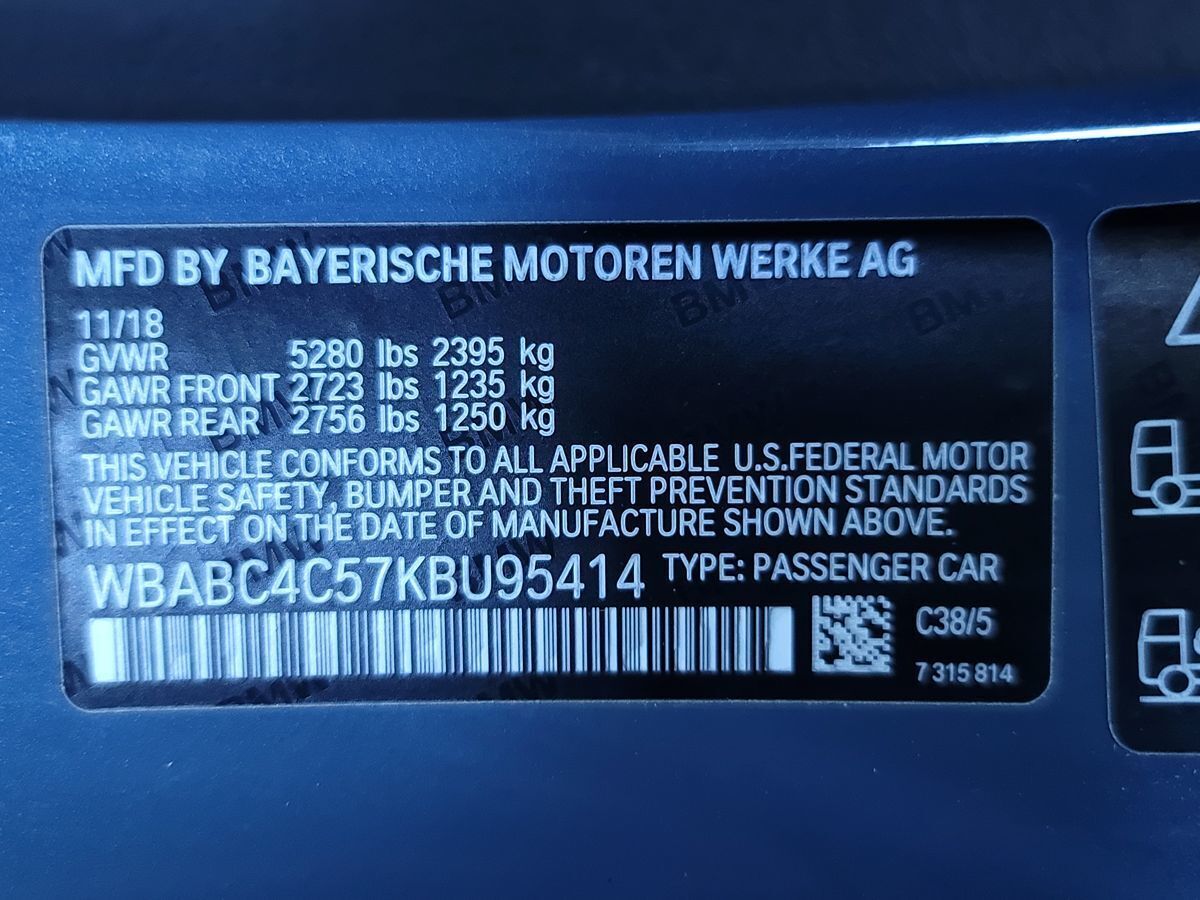 MFD BY BAYERISCHE MOTOREN WERKE AG
11/18
GVWR 5280 lbs 2395 kg
GAWR FRONT 2723 lbs 1235 kg
GAWR REAR 2756 lbs 1250 kg
THIS VEHICLE CONFORMS TO ALL APPLICABLE U.S.FEDERAL MOTOR
VEHICLE SAFETY, BUMPER AND THEFT PREVENTION STANDARDS
IN EFFECT ON THE DATE OF MANUFACTURE SHOWN ABOVE.
WBABC4C57KBU95414 TYPE: PASSENGER CAR
C38/5
7 315 814